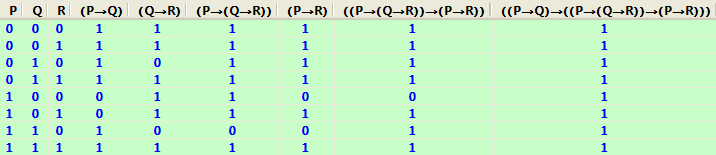 P Q R (P→Q) (Q→R) (P→(Q→R)) (P→R) ((P→(Q→R))→(P→R)) ((P→Q)→((P→(Q→R))→(P→R)))
0 0 0 1 1 1 1 1 1
0 0 1 1 1 1 1 1 1
0 1 0 1 0 1 1 1 1
0 1 1 1 1 1 1 1 1
1 0 0 0 1 1 0 0 1
1 0 1 0 1 1 1 1 1
1 1 0 1 0 0 0 1 1
1 1 1 1 1 1 1 1 1